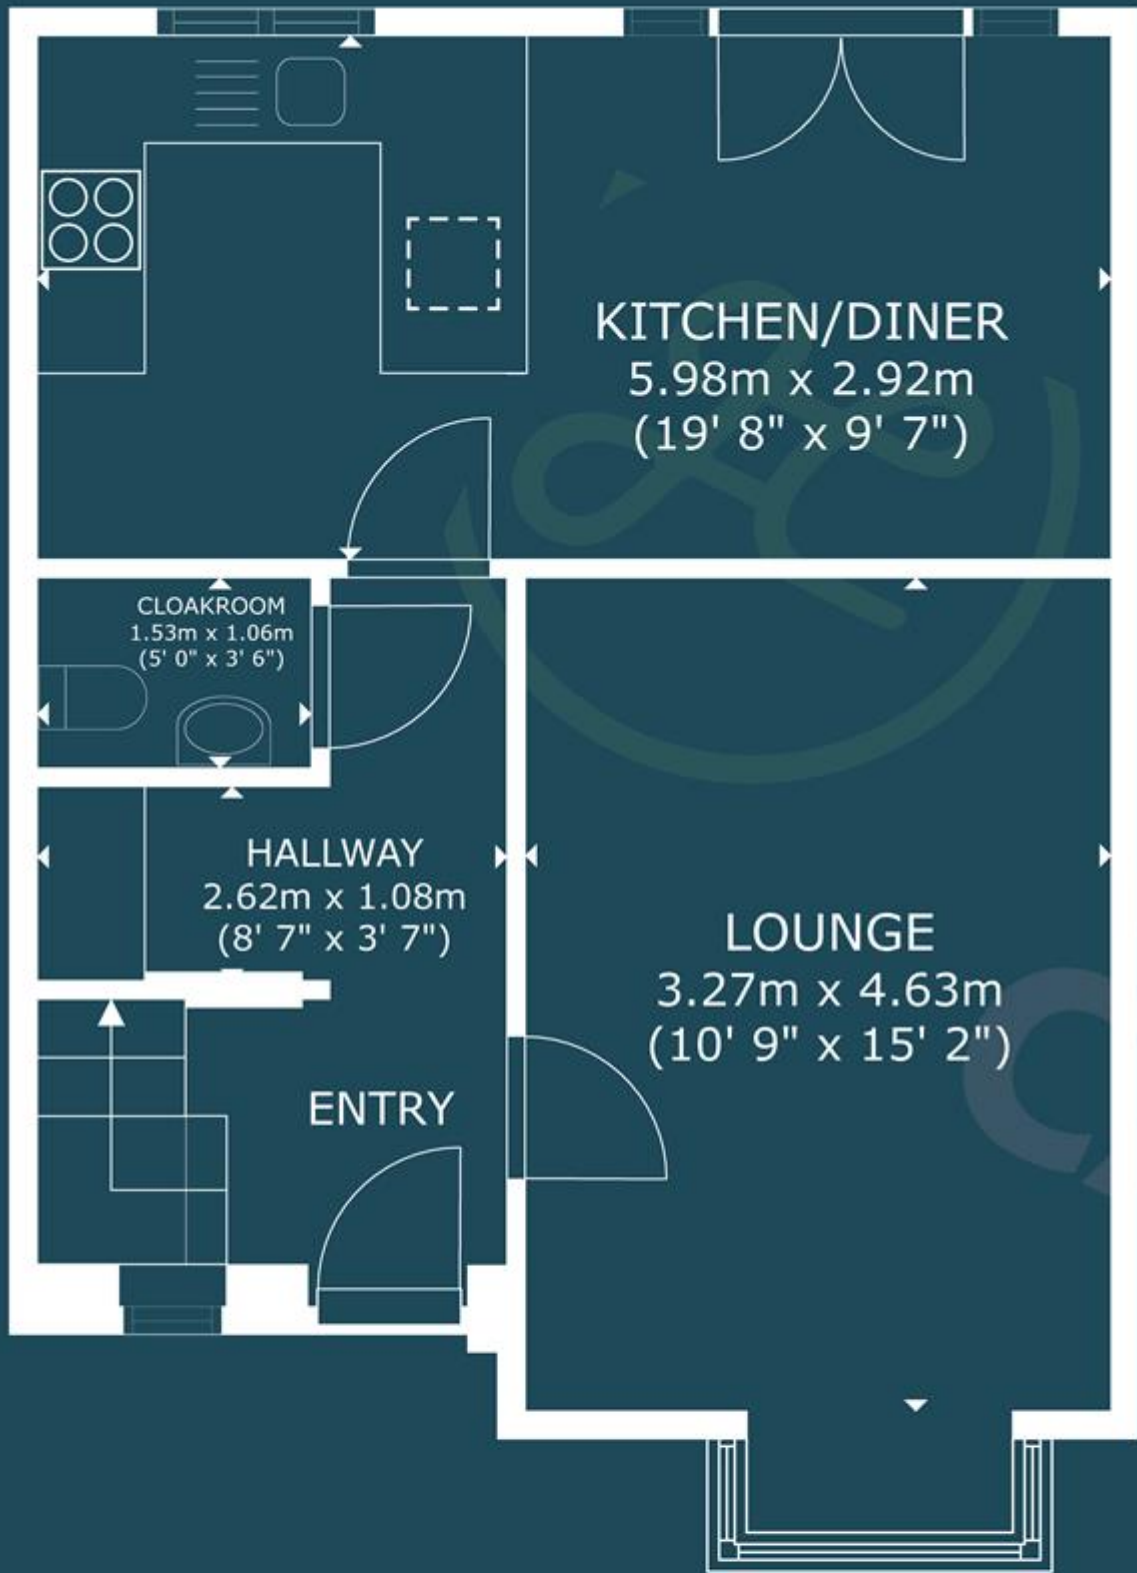 KITCHEN/DINER
5.98m x 2.92m
(19' 8" x 9' 7")
CLOAKROOM
1.53m x 1.06m
(5' 0" x 3' 6")
HALLWAY
2.62m x 1.08m
(8' 7" x 3' 7")
LOUNGE
3.27m x 4.63m
(10' 9" x 15' 2")
ENTRY